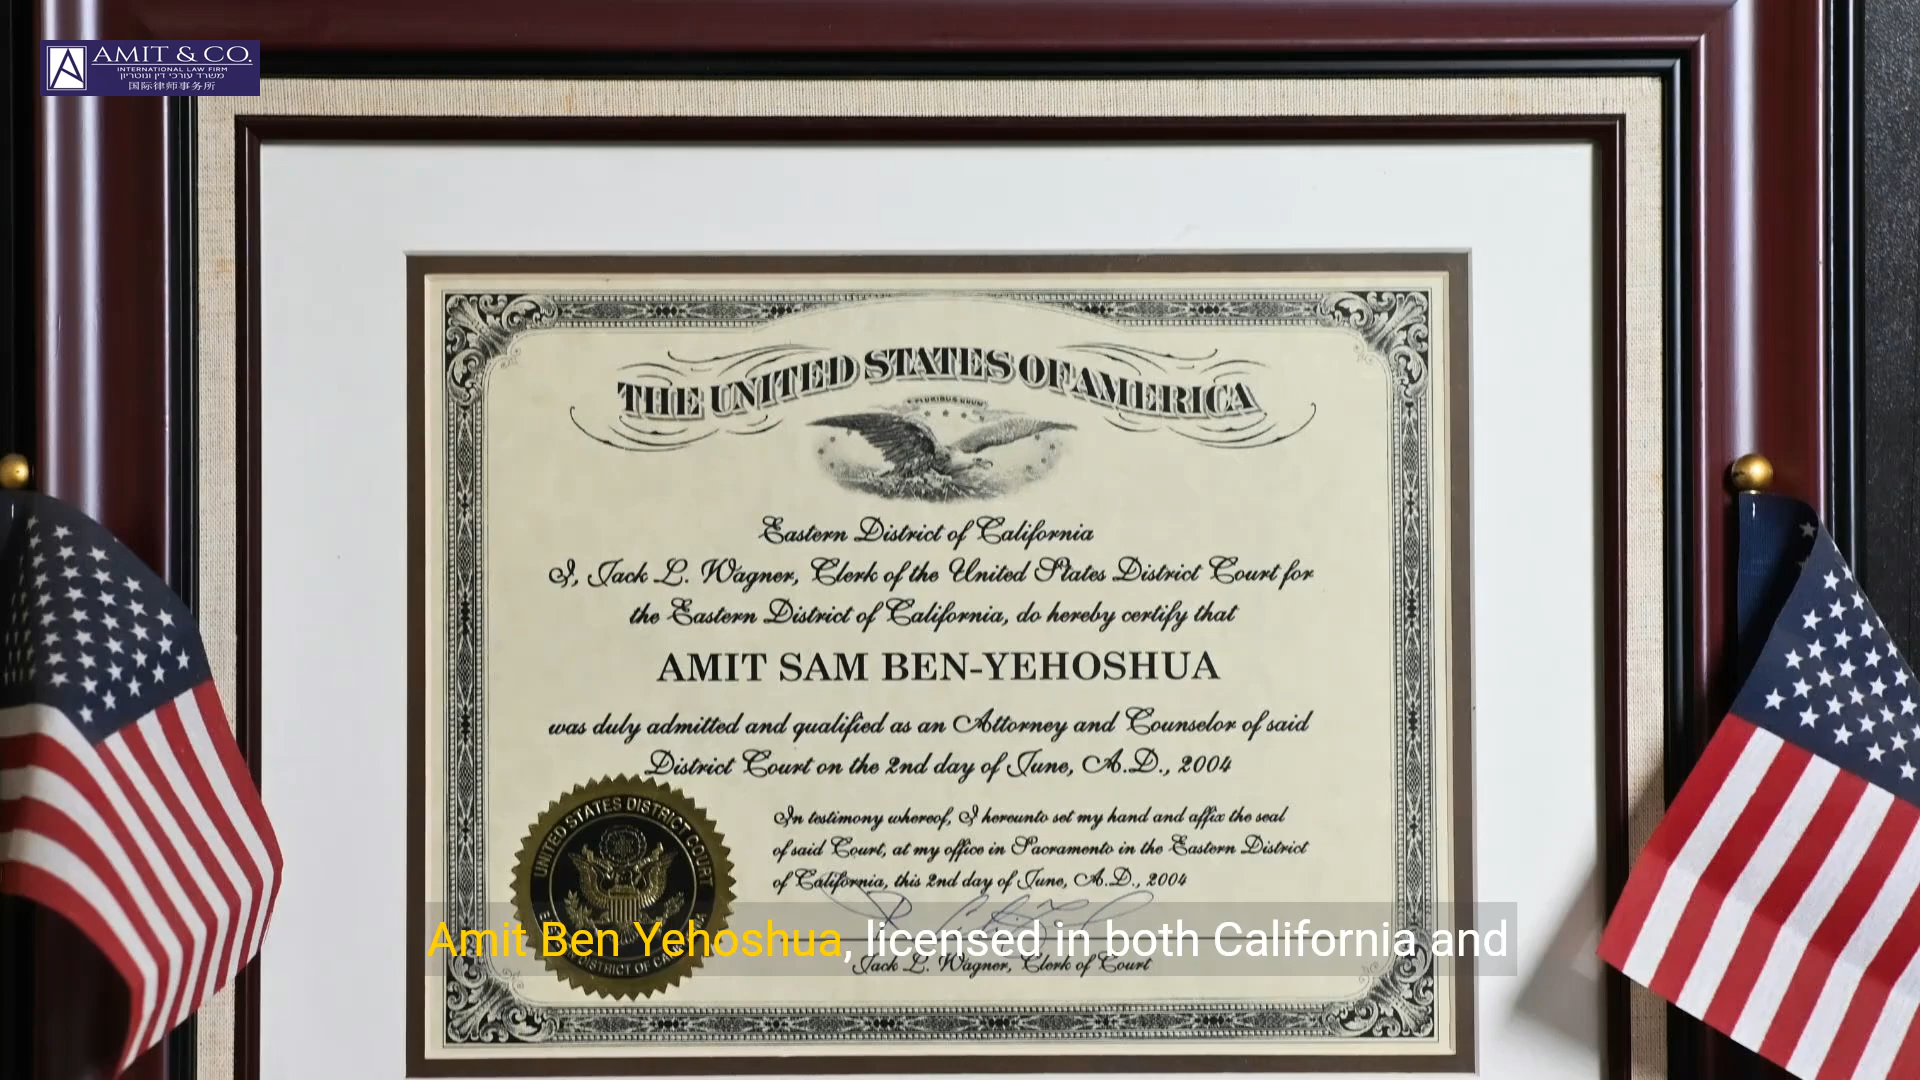 AMIT & CO.
INTERNATIONAL LAW FIRM
משרד עורכי דין ונוטריון
国际律师事务所
THE UNITED STATES OF AMERICA
E PLURIBUS UNUM
Eastern District of California
I, Jack L. Wagner, Clerk of the United States District Court for
the Eastern District of California, do hereby certify that
AMIT SAM BEN-YEHOSHUA
was duly admitted and qualified as an Attorney and Counselor of said
District Court on the 2nd day of June, A.D., 2004
In testimony whereof, I hereunto set my hand and affix the seal
of said Court, at my office in Sacramento in the Eastern District
of California, this 2nd day of June, A.D., 2004
UNITED STATES DISTRICT COURT
DISTRICT OF
Amit Ben Yehoshua, licensed in both California and
Jack L. Wagner, Clerk of Court